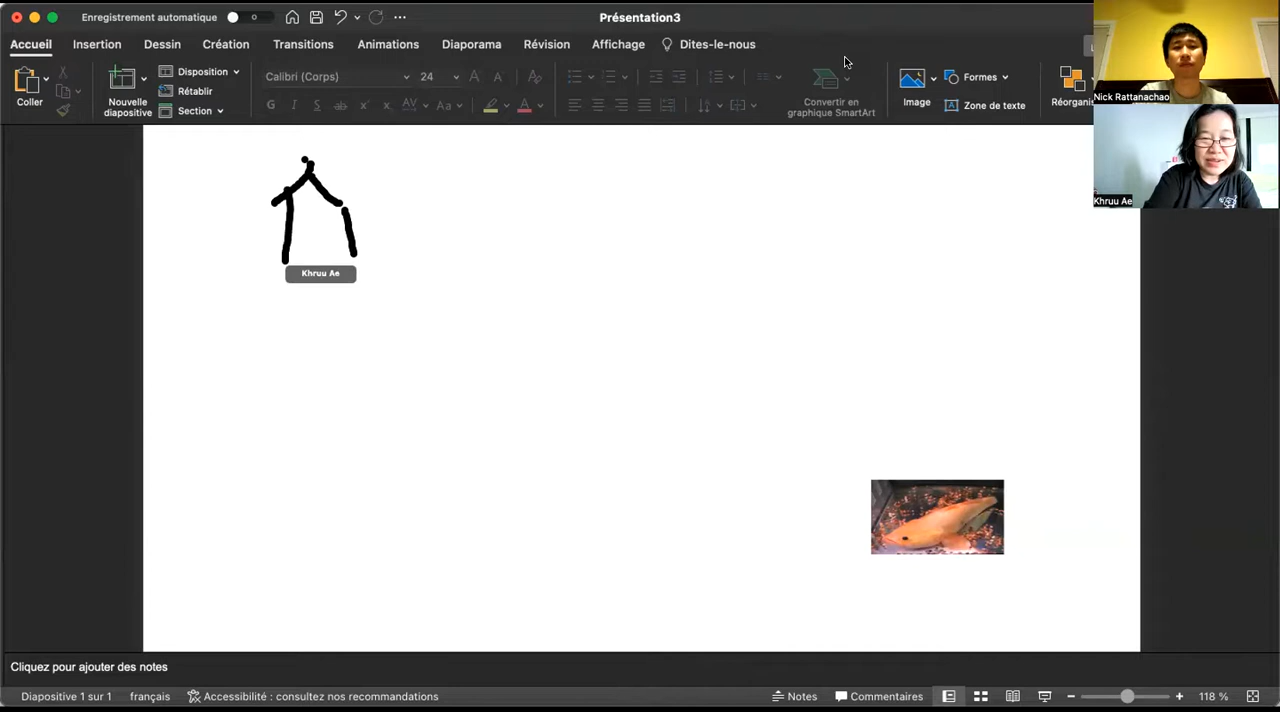 Enregistrement automatique
Présentation3
Accueil Insertion Dessin Création Transitions Animations Diaporama Révision Affichage Dites-le-nous
Coller
Nouvelle diapositive
Disposition
Rétablir
Section
Calibri (Corps) 24
G I S ab x x AV Aa A
Convertir en graphique SmartArt
Image
Formes
Zone de texte
Réorganis
Nick Rattanachao
Khruu Ae
Khruu Ae
Cliquez pour ajouter des notes
Diapositive 1 sur 1 français Accessibilité : consultez nos recommandations Notes Commentaires 118 %